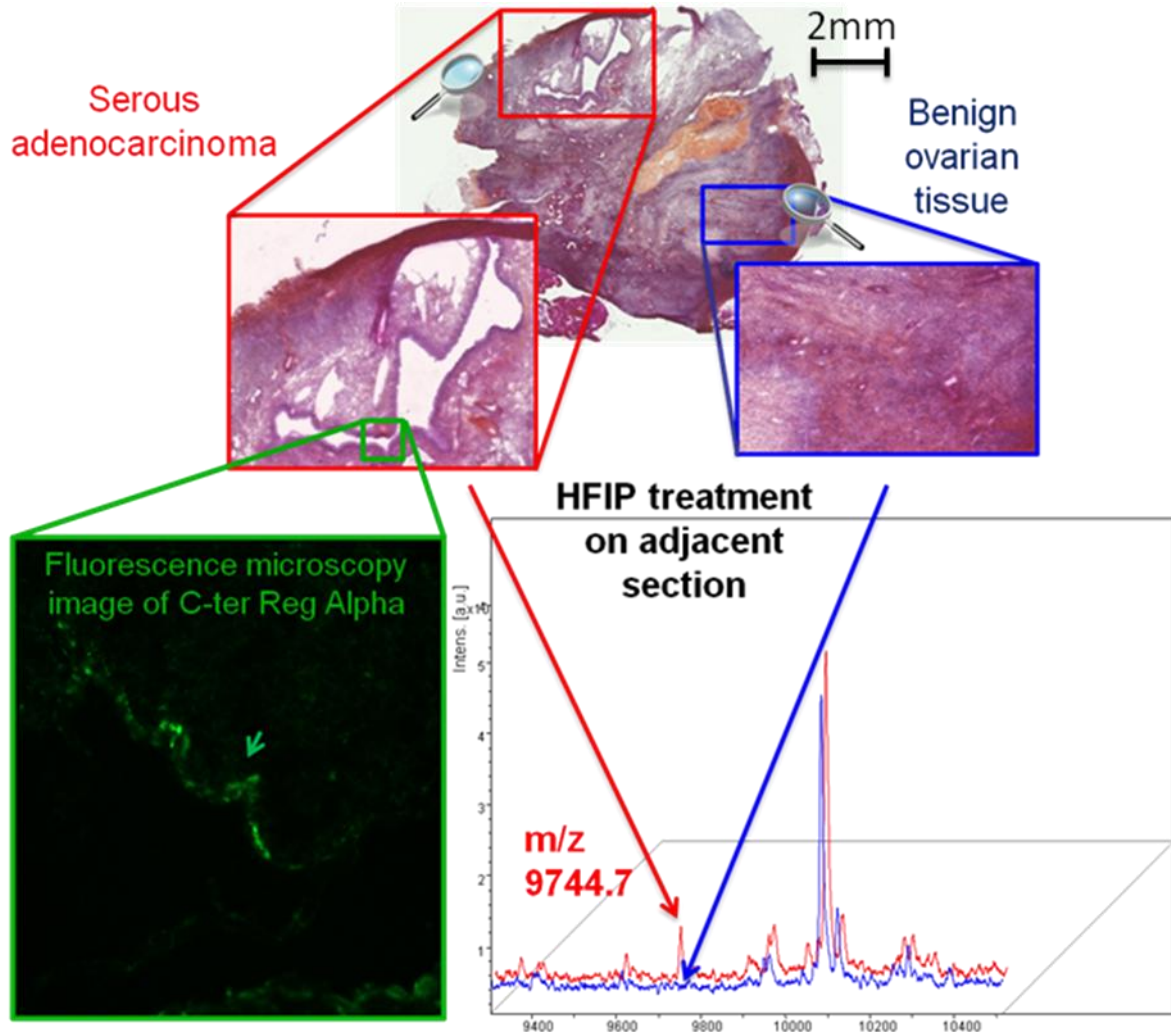 2mm
Serous
adenocarcinoma
Benign
ovarian
tissue
HFIP treatment
on adjacent
section
Fluorescence microscopy
image of C-ter Reg Alpha
Intens. [a.u.]
5
4
3
2
1
m/z
9744.7
9400
9600
9800
10000
10200
10400